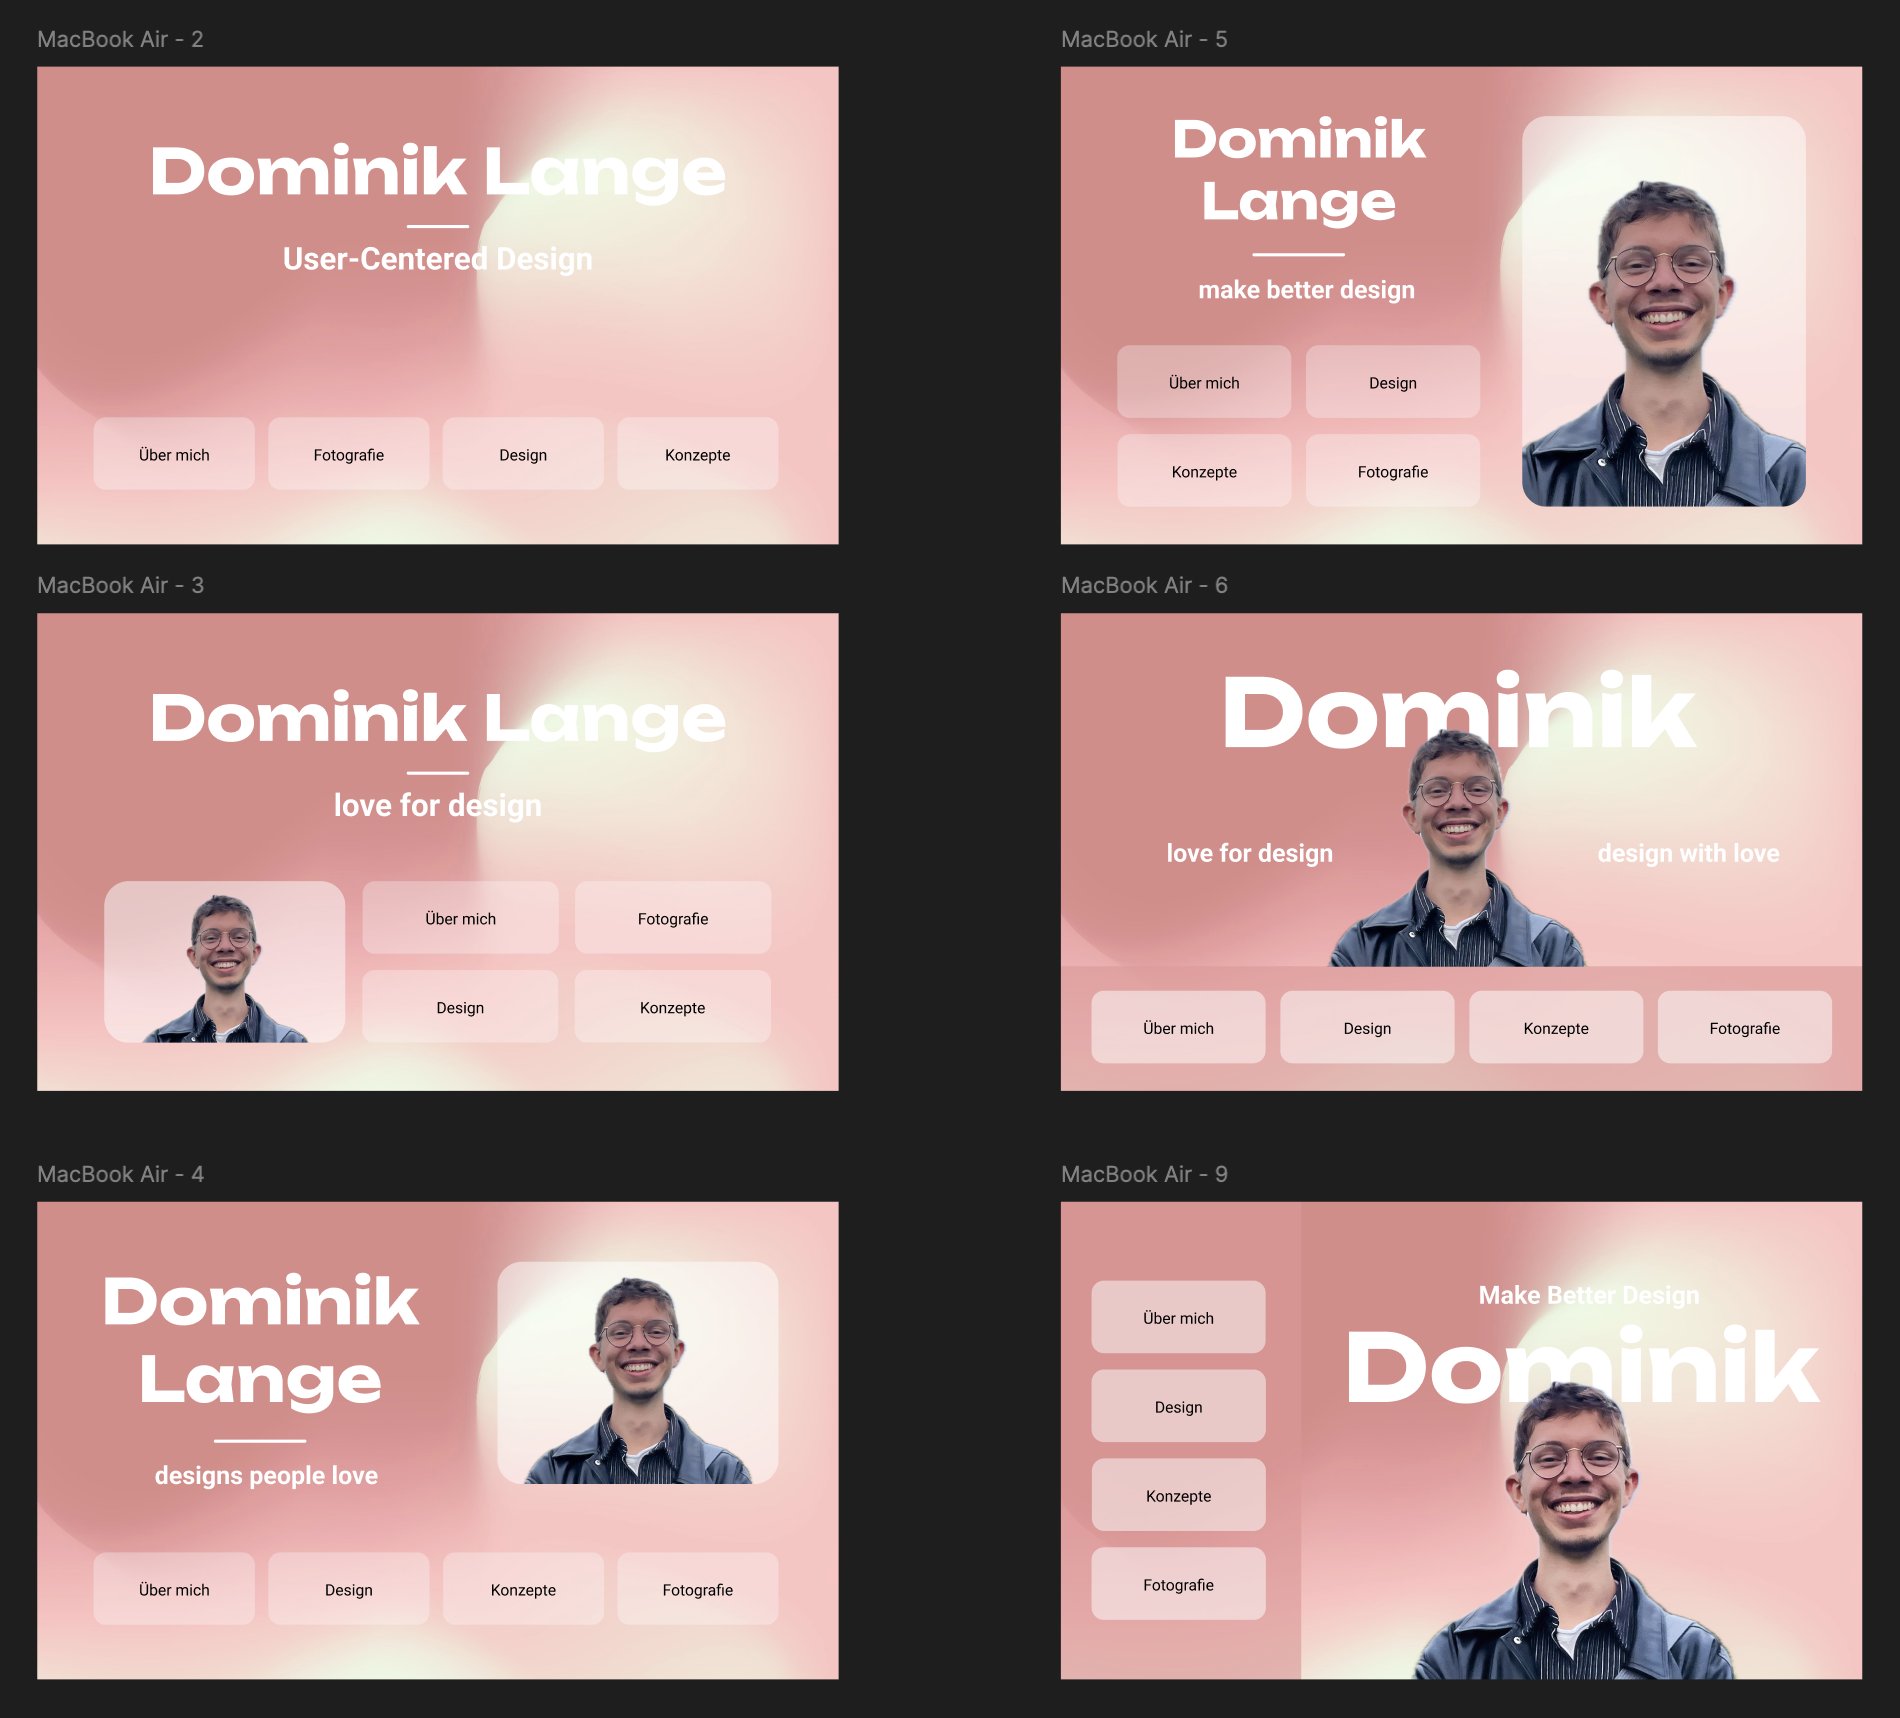 MacBook Air - 2
Dominik Lange
User-Centered Design
Über mich
Fotografie
Design
Konzepte
MacBook Air - 5
Dominik
Lange
make better design
Über mich
Design
Konzepte
Fotografie
MacBook Air - 3
Dominik Lange
love for design
Über mich
Fotografie
Design
Konzepte
MacBook Air - 6
Dominik
love for design
design with love
Über mich
Design
Konzepte
Fotografie
MacBook Air - 4
Dominik
Lange
designs people love
Über mich
Design
Konzepte
Fotografie
MacBook Air - 9
Über mich
Design
Konzepte
Fotografie
Make Better Design
Dominik